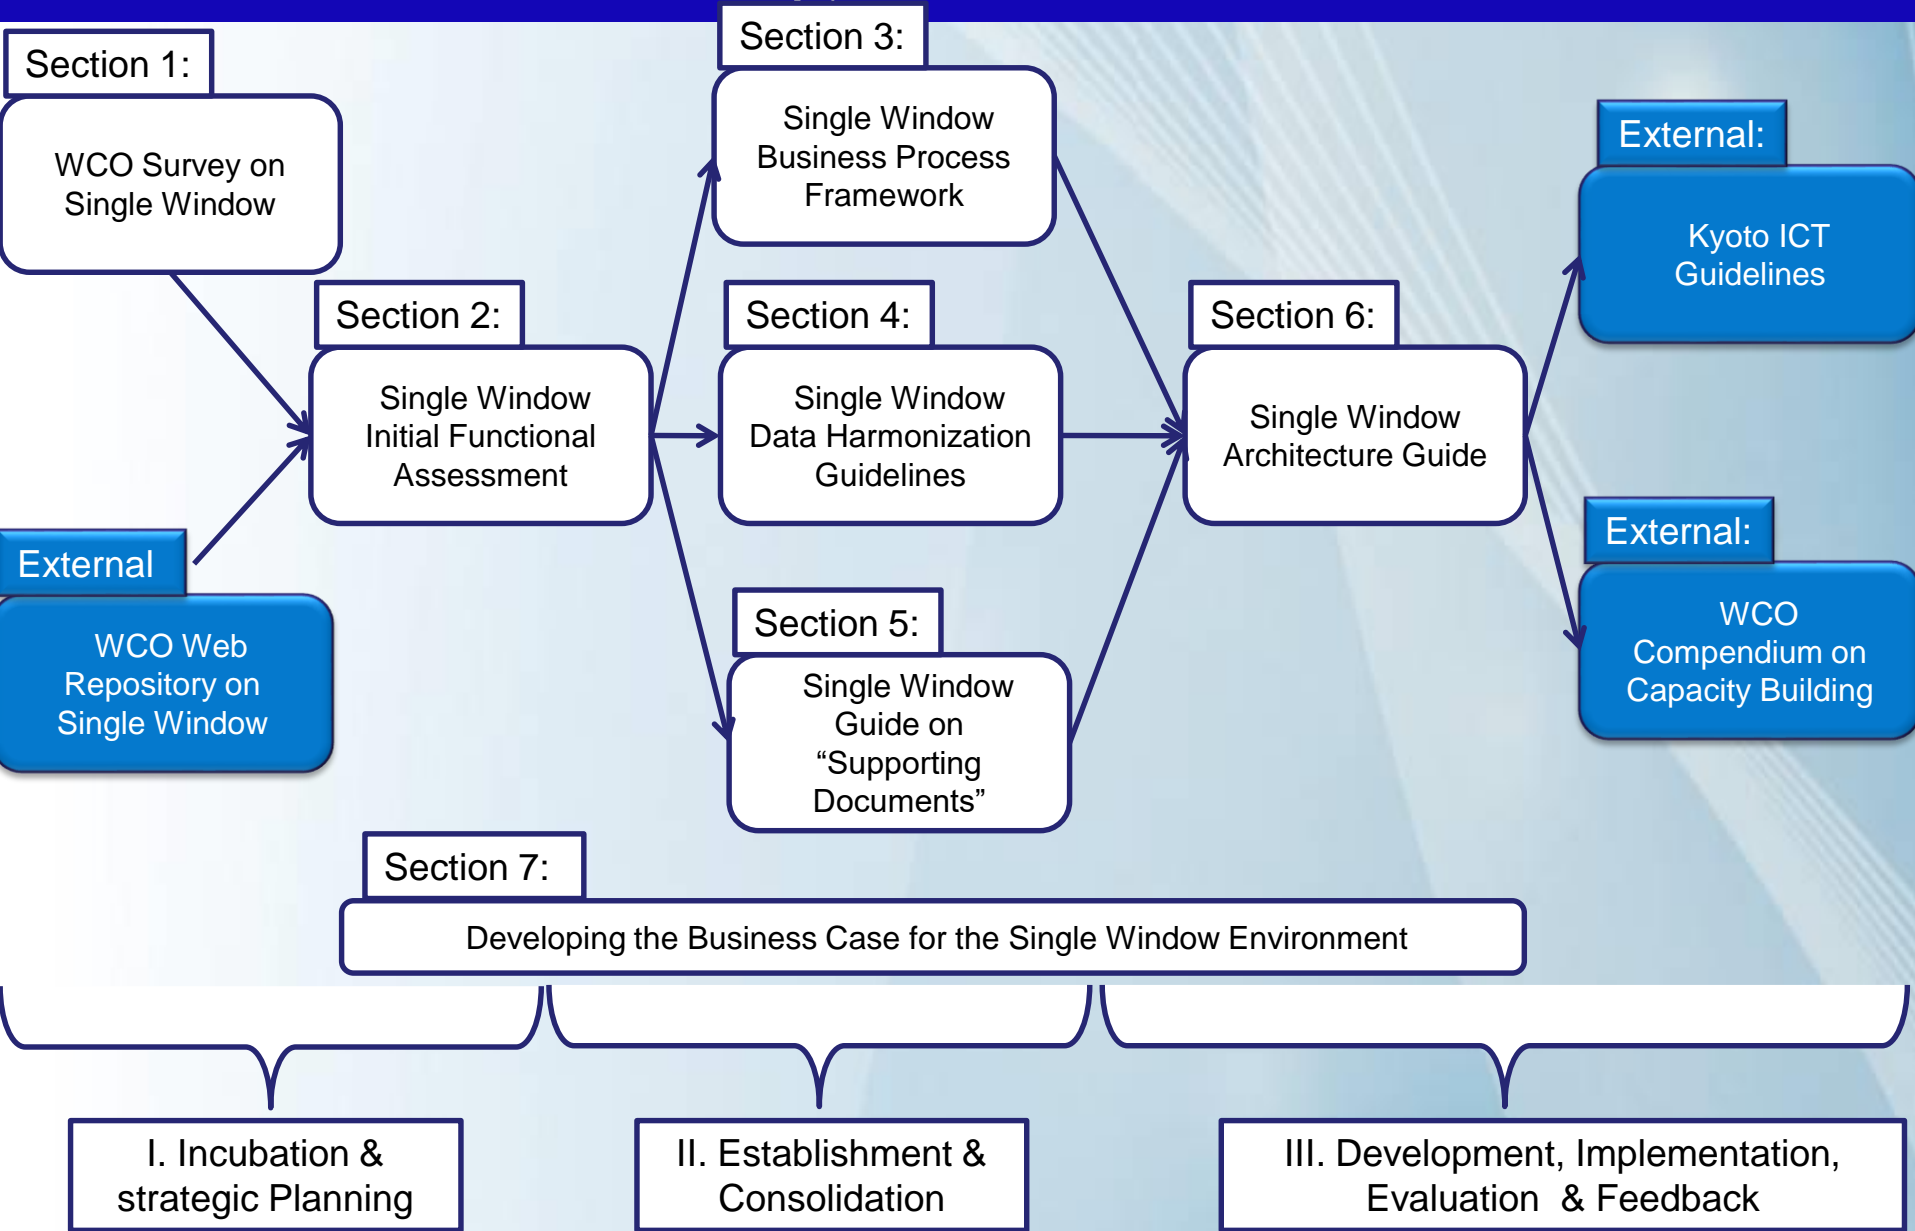 Section 1:
WCO Survey on
Single Window
External
WCO Web
Repository on
Single Window
Section 2:
Single Window
Initial Functional
Assessment
Section 3:
Single Window
Business Process
Framework
Section 4:
Single Window
Data Harmonization
Guidelines
Section 5:
Single Window
Guide on
“Supporting
Documents”
Section 6:
Single Window
Architecture Guide
External:
Kyoto ICT
Guidelines
External:
WCO
Compendium on
Capacity Building
Section 7:
Developing the Business Case for the Single Window Environment
I. Incubation &
strategic Planning
II. Establishment &
Consolidation
III. Development, Implementation,
Evaluation & Feedback